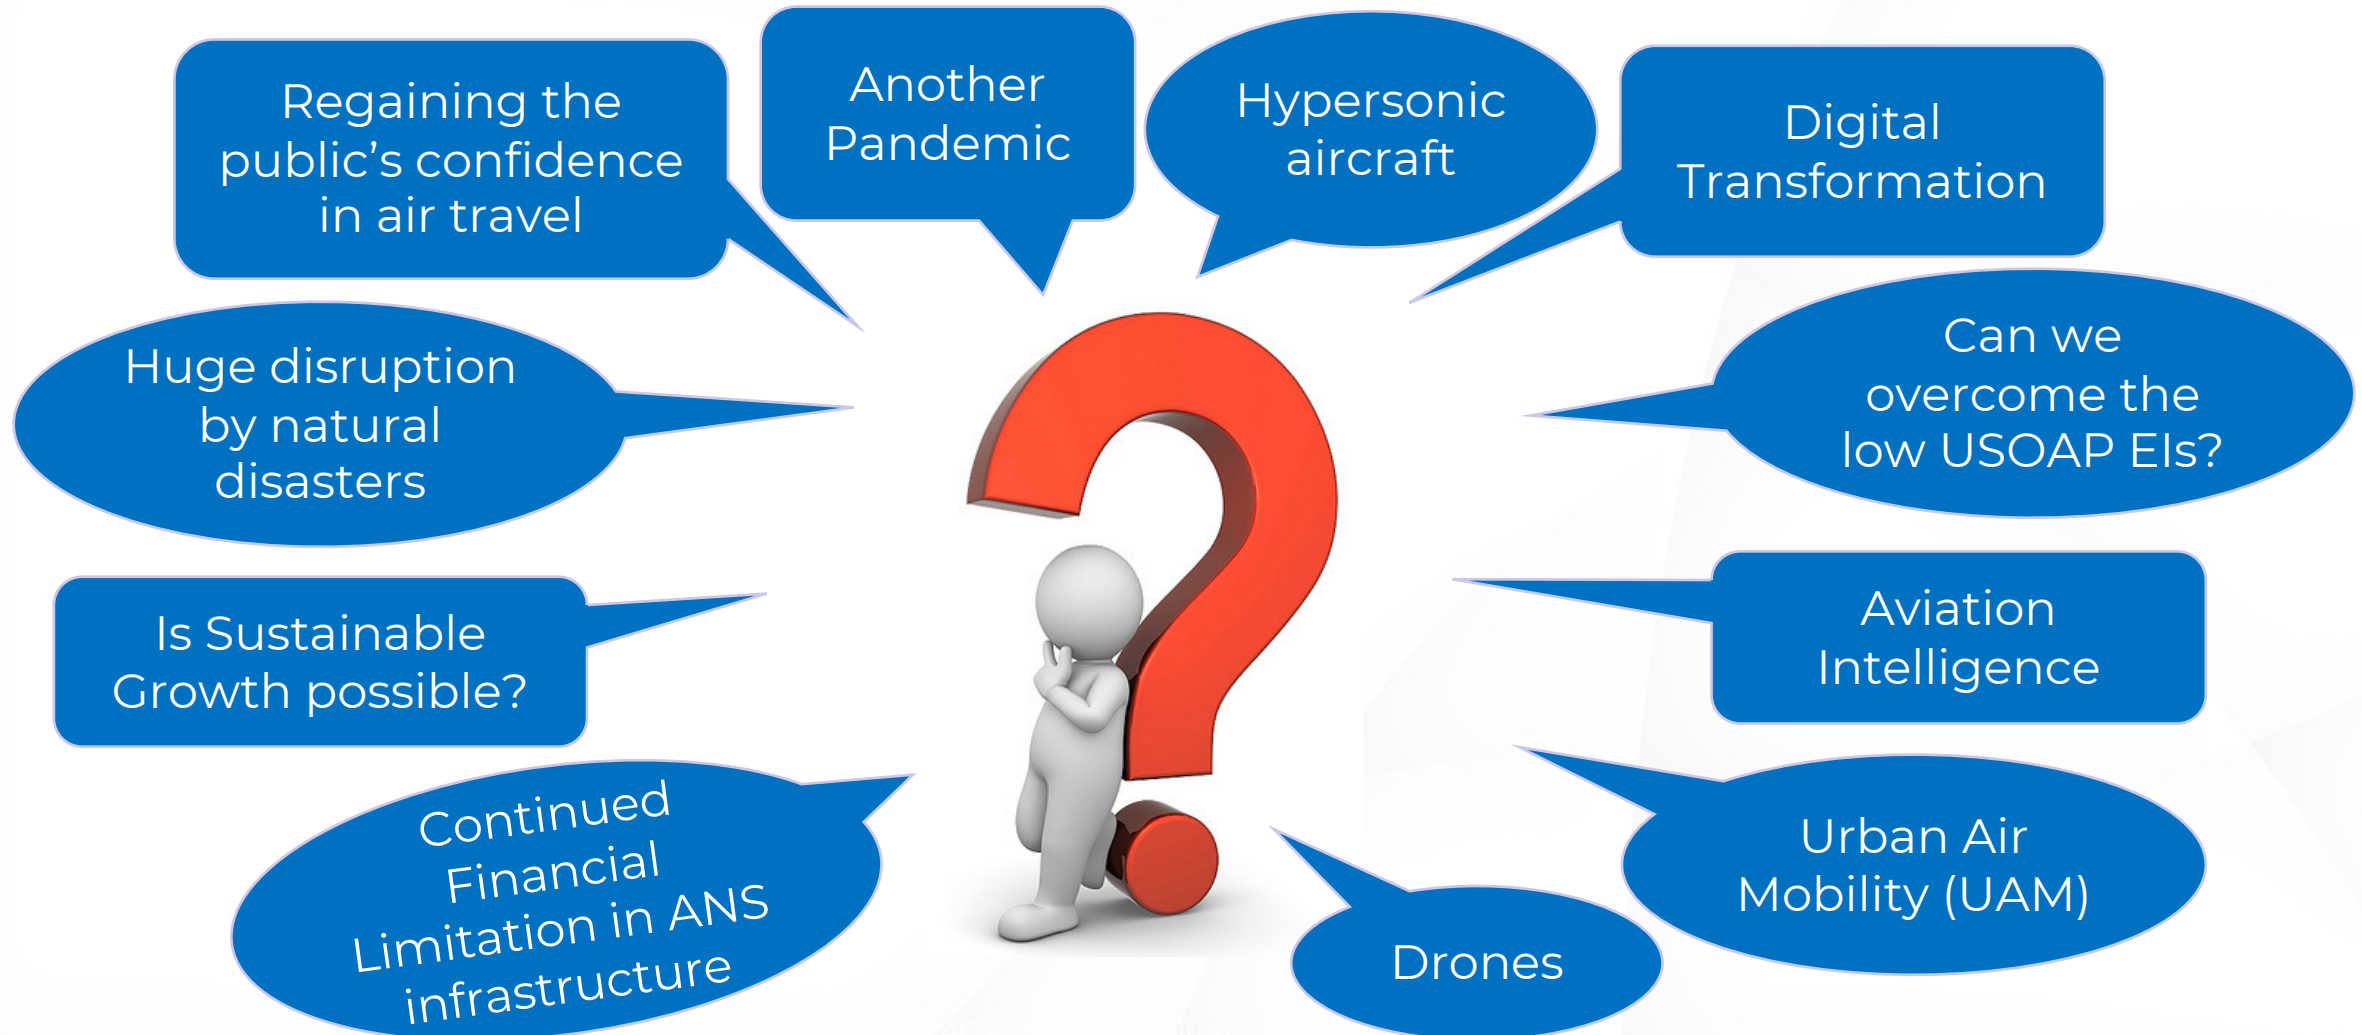 Regaining the
public’s confidence
in air travel
Another
Pandemic
Hypersonic
aircraft
Digital
Transformation
Huge disruption
by natural
disasters
Can we
overcome the
low USOAP EIs?
Is Sustainable
Growth possible?
Aviation
Intelligence
Continued
Financial
Limitation in ANS
infrastructure
Urban Air
Mobility (UAM)
Drones